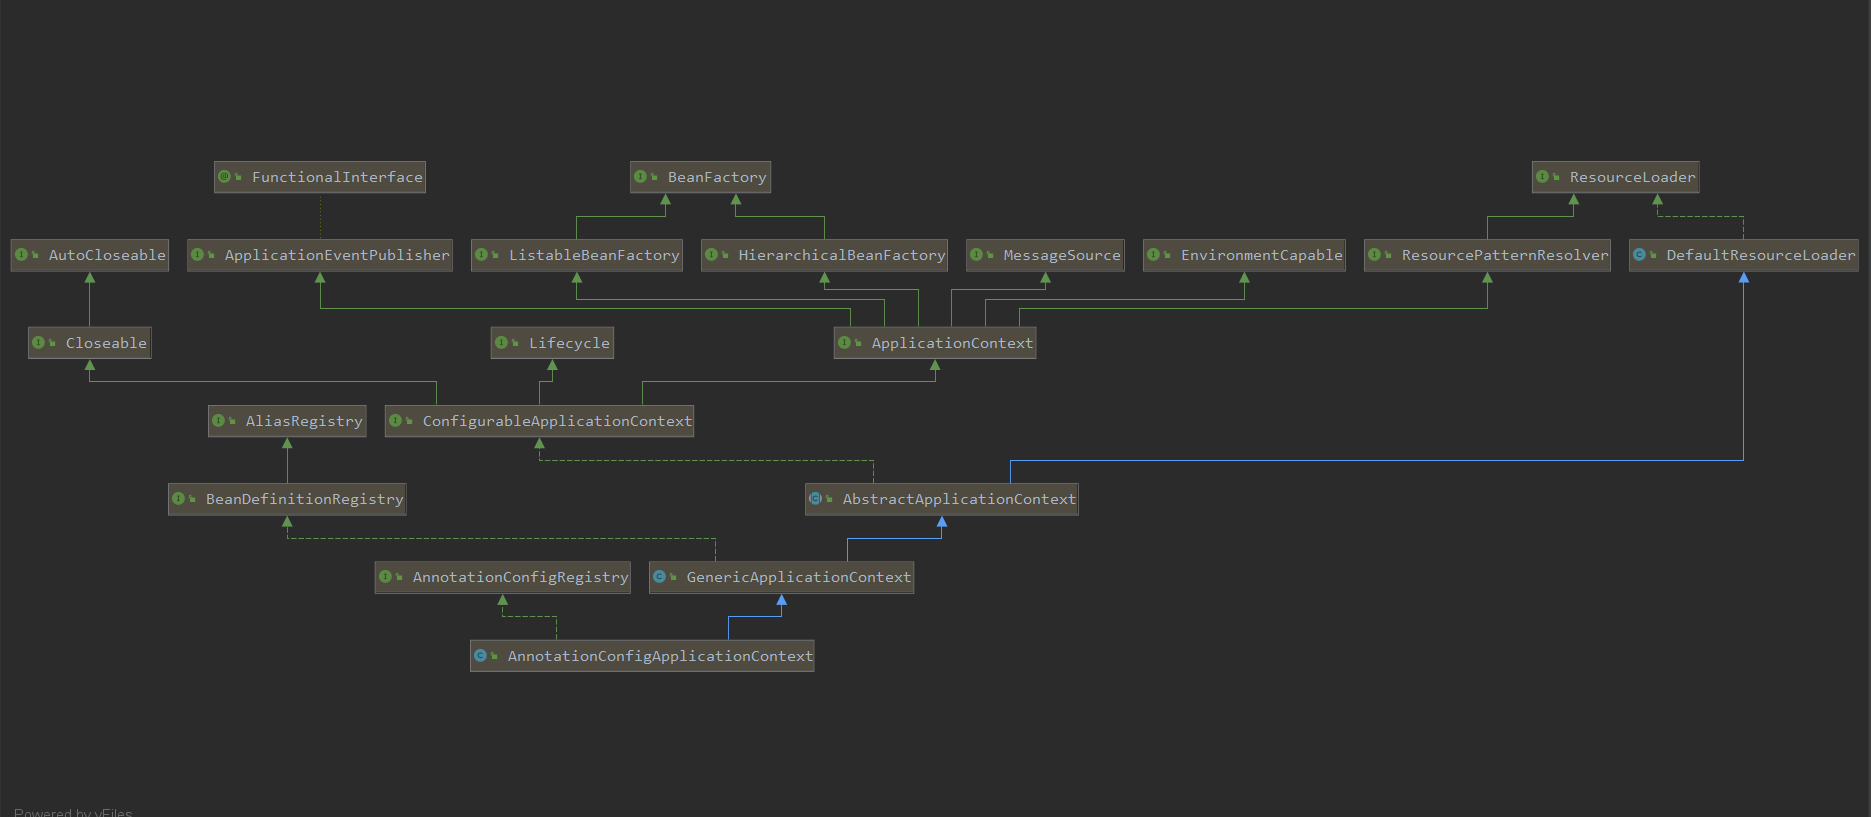 FunctionalInterface
BeanFactory
ResourceLoader
AutoCloseable
ApplicationEventPublisher
ListableBeanFactory
HierarchicalBeanFactory
MessageSource
EnvironmentCapable
ResourcePatternResolver
DefaultResourceLoader
Closeable
Lifecycle
ApplicationContext
AliasRegistry
ConfigurableApplicationContext
BeanDefinitionRegistry
AbstractApplicationContext
AnnotationConfigRegistry
GenericApplicationContext
AnnotationConfigApplicationContext
Powered by yFiles